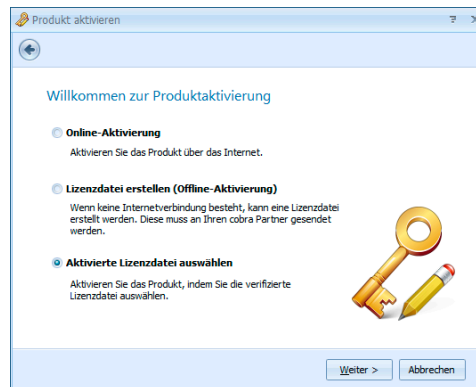 Produkt aktivieren
Willkommen zur Produktaktivierung
Online-Aktivierung
Aktivieren Sie das Produkt über das Internet.
Lizenzdatei erstellen (Offline-Aktivierung)
Wenn keine Internetverbindung besteht, kann eine Lizenzdatei
erstellt werden. Diese muss an Ihren cobra Partner gesendet
werden.
Aktivierte Lizenzdatei auswählen
Aktivieren Sie das Produkt, indem Sie die verifizierte
Lizenzdatei auswählen.
Weiter > Abbrechen